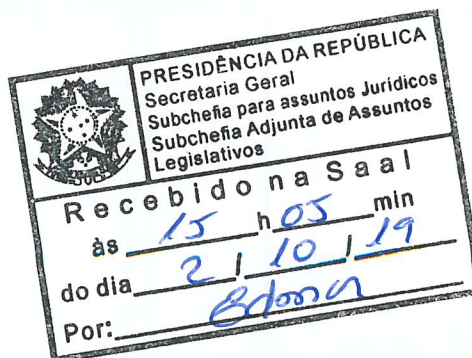 PRESIDÊNCIA DA REPÚBLICA
Secretaria Geral
Subchefia para assuntos Jurídicos
Subchefia Adjunta de Assuntos
Legislativos
Recebido na Saal
às 15 h 05 min
do dia 2 / 10 / 19
Por: